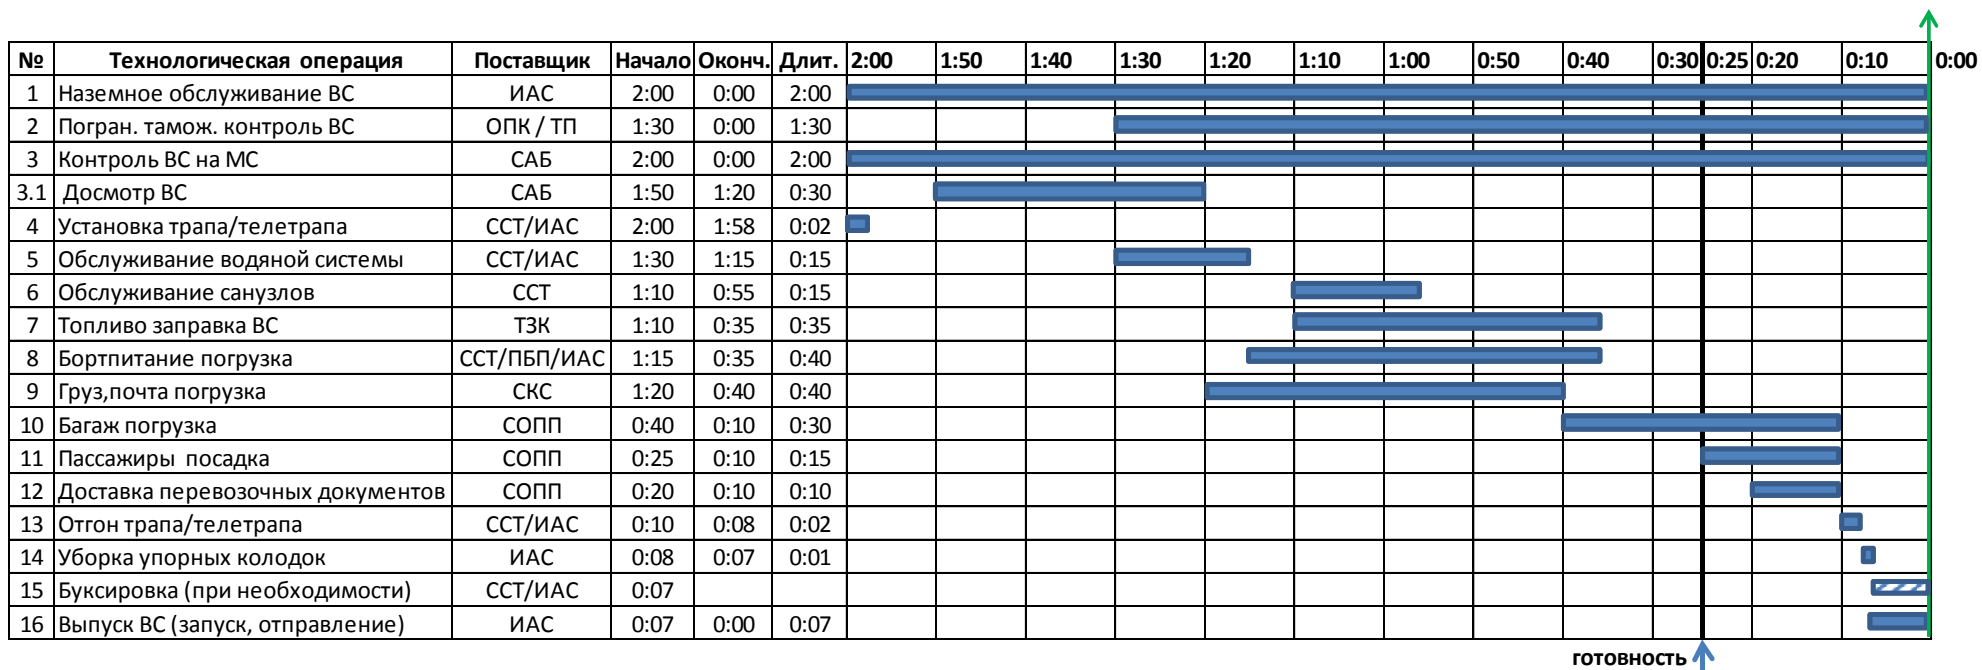 № Технологическая операция Поставщик Начало Оконч. Длит. 2:00 1:50 1:40 1:30 1:20 1:10 1:00 0:50 0:40 0:30 0:25 0:20 0:10 0:00
1 Наземное обслуживание ВС ИАС 2:00 0:00 2:00
2 Погран. тамож. контроль ВС ОПК / ТП 1:30 0:00 1:30
3 Контроль ВС на МС САБ 2:00 0:00 2:00
3.1 Досмотр ВС САБ 1:50 1:20 0:30
4 Установка трапа/телетрапа ССТ/ИАС 2:00 1:58 0:02
5 Обслуживание водяной системы ССТ/ИАС 1:30 1:15 0:15
6 Обслуживание санузлов ССТ 1:10 0:55 0:15
7 Топливо заправка ВС ТЗК 1:10 0:35 0:35
8 Бортпитание погрузка ССТ/ПБП/ИАС 1:15 0:35 0:40
9 Груз,почта погрузка СКС 1:20 0:40 0:40
10 Багаж погрузка СОПП 0:40 0:10 0:30
11 Пассажиры посадка СОПП 0:25 0:10 0:15
12 Доставка перевозочных документов СОПП 0:20 0:10 0:10
13 Отгон трапа/телетрапа ССТ/ИАС 0:10 0:08 0:02
14 Уборка упорных колодок ИАС 0:08 0:07 0:01
15 Буксировка (при необходимости) ССТ/ИАС 0:07
16 Выпуск ВС (запуск, отправление) ИАС 0:07 0:00 0:07
готовность